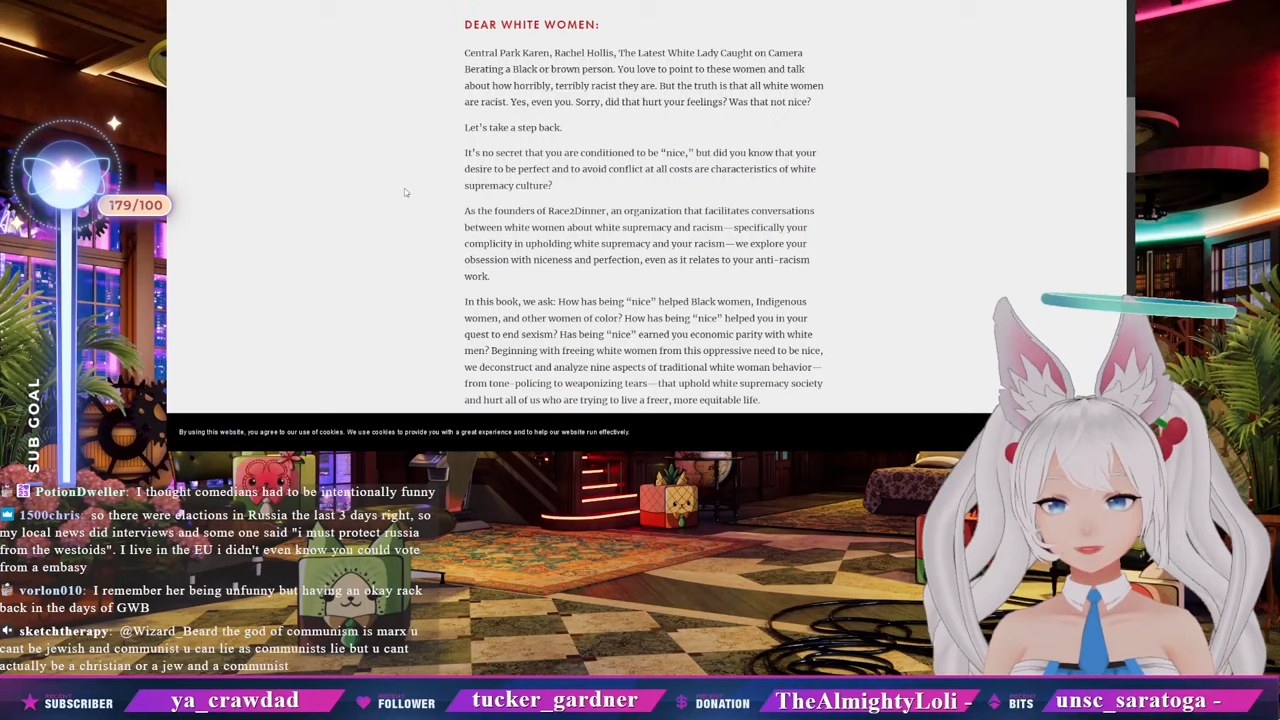 DEAR WHITE WOMEN:
Central Park Karen, Rachel Hollis, The Latest White Lady Caught on Camera
Berating a Black or brown person. You love to point to these women and talk
about how horribly, terribly racist they are. But the truth is that all white women
are racist. Yes, even you. Sorry, did that hurt your feelings? Was that not nice?
Let's take a step back.
It's no secret that you are conditioned to be “nice,” but did you know that your
desire to be perfect and to avoid conflict at all costs are characteristics of white
supremacy culture?
As the founders of Race2Dinner, an organization that facilitates conversations
between white women about white supremacy and racism—specifically your
complicity in upholding white supremacy and your racism—we explore your
obsession with niceness and perfection, even as it relates to your anti-racism
work.
In this book, we ask: How has being “nice” helped Black women, Indigenous
women, and other women of color? How has being “nice” helped you in your
quest to end sexism? Has being “nice” earned you economic parity with white
men? Beginning with freeing white women from this oppressive need to be nice,
we deconstruct and analyze nine aspects of traditional white woman behavior—
from tone-policing to weaponizing tears—that uphold white supremacy society
and hurt all of us who are trying to live a freer, more equitable life.
By using this website, you agree to our use of cookies. We use cookies to provide you with a great experience and to help our website run effectively.
179/100
SUB GOAL
PotionDweller: I thought comedians had to be intentionally funny
1500chris: so there were elactions in Russia the last 3 days right, so
my local news did interviews and some one said "i must protect russia
from the westoids". I live in the EU i didn't even know you could vote
from a embasy
vorlon010: I remember her being unfunny but having an okay rack
back in the days of GWB
sketchtherapy: @Wizard_Beard the god of communism is marx u
cant be jewish and communist u can lie as communists lie but u cant
actually be a christian or a jew and a communist
RECENT SUBSCRIBER ya_crawdad
RECENT FOLLOWER tucker_gardner
RECENT DONATION TheAlmightyLoli -
RECENT BITS unsc_saratoga -